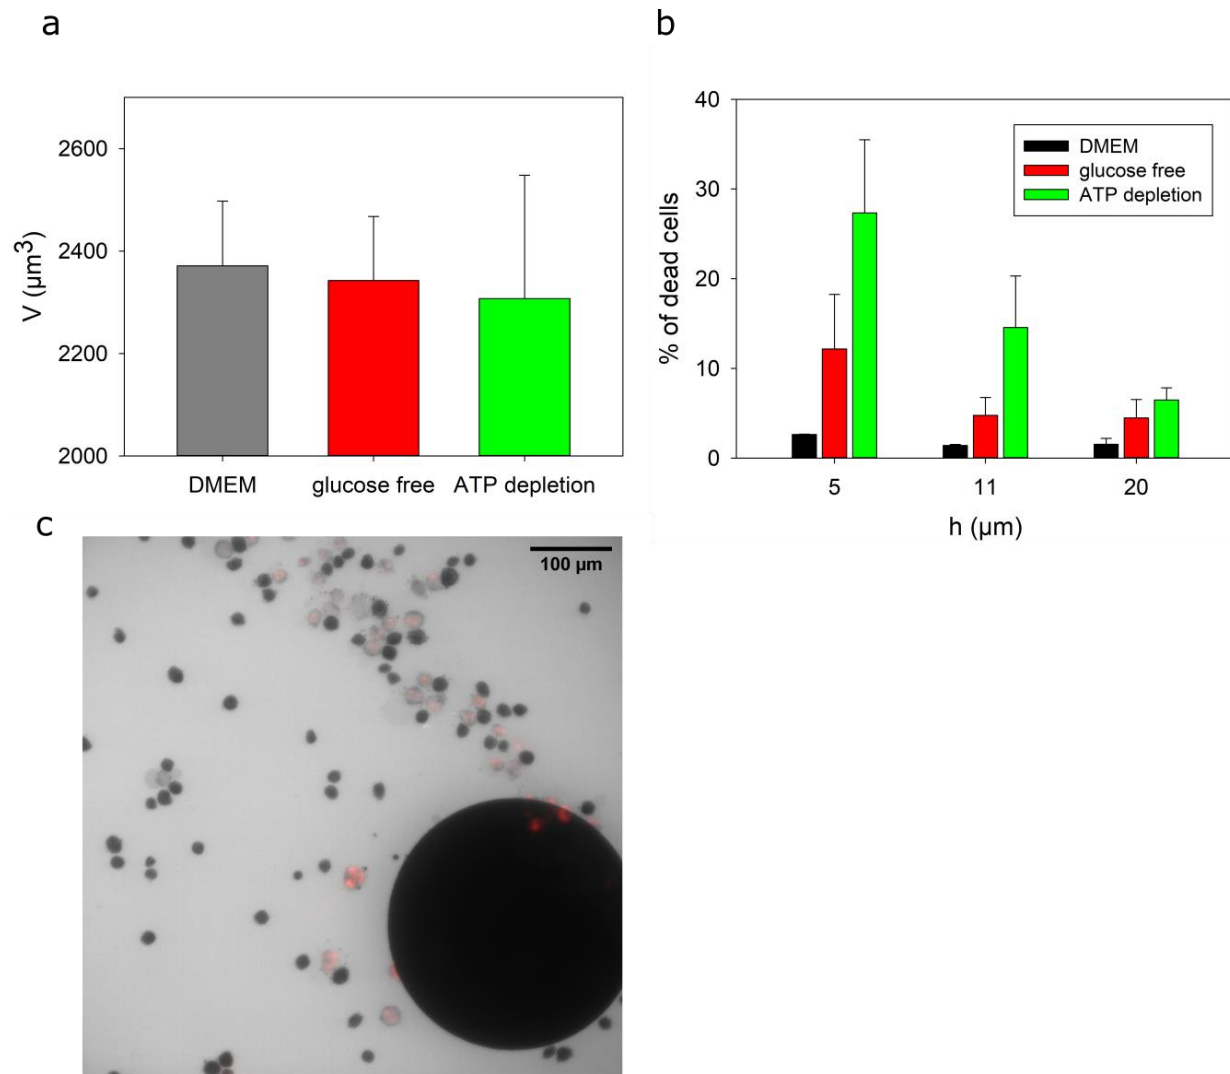 a
2600
2400
2200
2000
V (µm³)
DMEM glucose free ATP depletion
b
40
30
20
10
0
% of dead cells
DMEM
glucose free
ATP depletion
5 11 20
h (µm)
c
100 µm